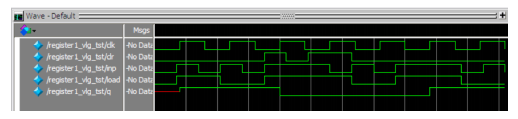 Wave - Default
Msgs
/register1_vlg_tst/clk -No Data
/register1_vlg_tst/clr -No Data
/register1_vlg_tst/inp -No Data
/register1_vlg_tst/load -No Data
/register1_vlg_tst/q -No Data